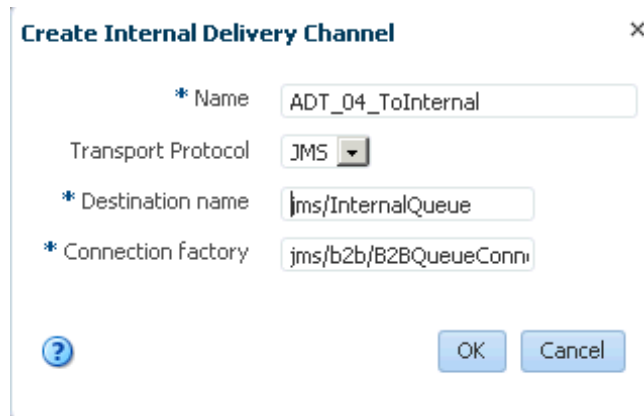 Create Internal Delivery Channel ×
* Name ADT_04_ToInternal
Transport Protocol JMS
* Destination name jms/InternalQueue
* Connection factory jms/b2b/B2BQueueConn
? OK Cancel